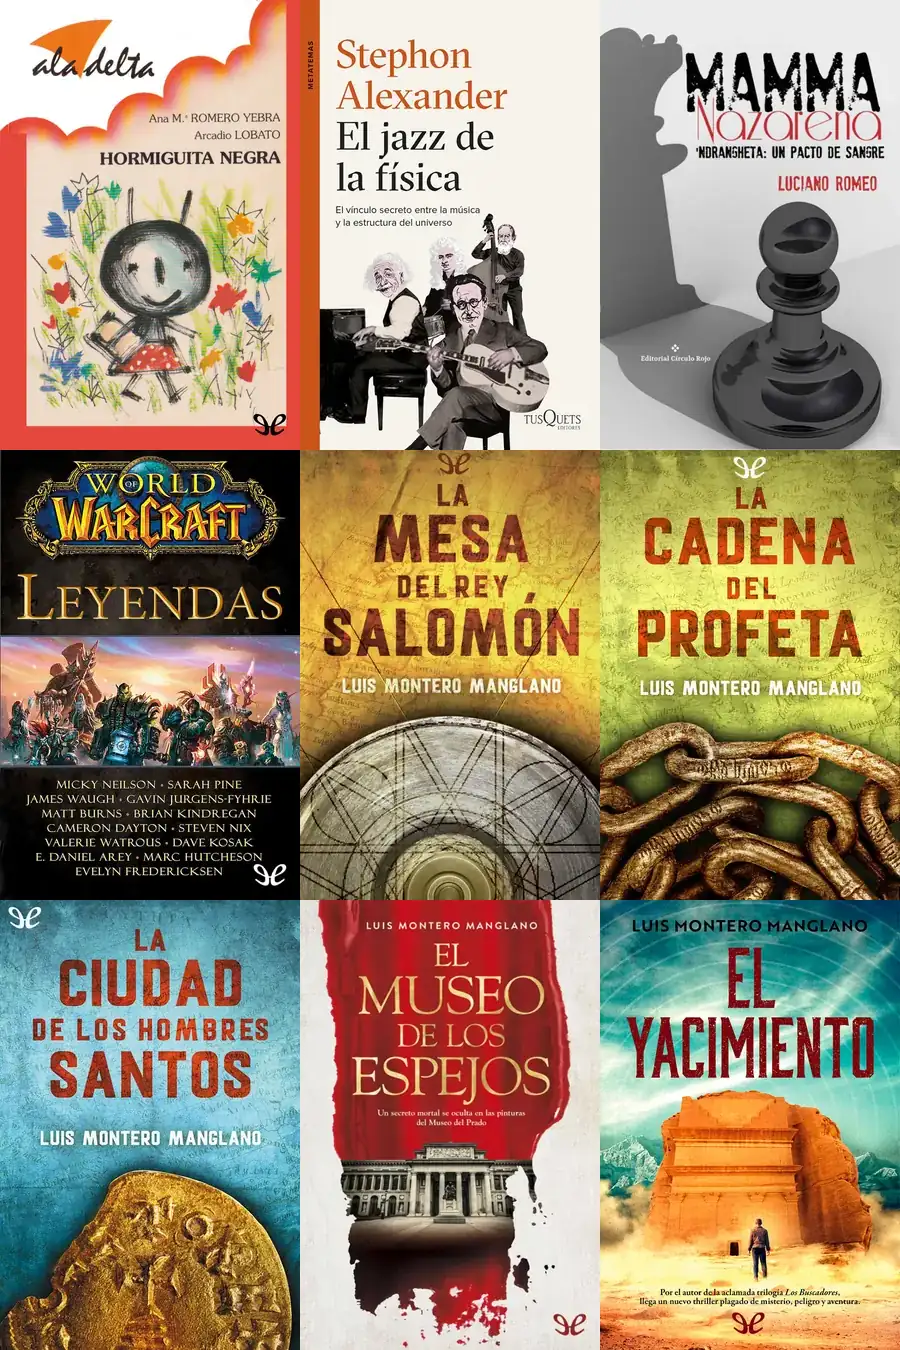 ala delta
Ana M.ª ROMERO YEBRA
Arcadio LOBATO
HORMIGUITA NEGRA
METATEMAS
Stephon
Alexander
El jazz de
la física
El vínculo secreto entre la música
y la estructura del universo
TUSQUETS
EDITORES
MAMMA
Nazarena
'NDRANGHETA: UN PACTO DE SANGRE
LUCIANO ROMEO
Editorial Círculo Rojo
WORLD
OF
WARCRAFT
LEYENDAS
MICKY NEILSON • SARAH PINE
JAMES WAUGH • GAVIN JURGENS-FYHRIE
MATT BURNS • BRIAN KINDREGAN
CAMERON DAYTON • STEVEN NIX
VALERIE WATROUS • DAVE KOSAK
E. DANIEL AREY • MARC HUTCHESON
EVELYN FREDERICKSEN
LA
MESA
DEL REY
SALOMÓN
LUIS MONTERO MANGLANO
LA
CADENA
DEL
PROFETA
LUIS MONTERO MANGLANO
LA
CIUDAD
DE LOS HOMBRES
SANTOS
LUIS MONTERO MANGLANO
LUIS MONTERO MANGLANO
EL
MUSEO
DE LOS
ESPEJOS
Un secreto mortal se oculta en las pinturas
del Museo del Prado
LUIS MONTERO MANGLANO
EL
YACIMIENTO
Por el autor de la aclamada trilogía Los Buscadores,
llega un nuevo thriller plagado de misterio, peligro y aventura.